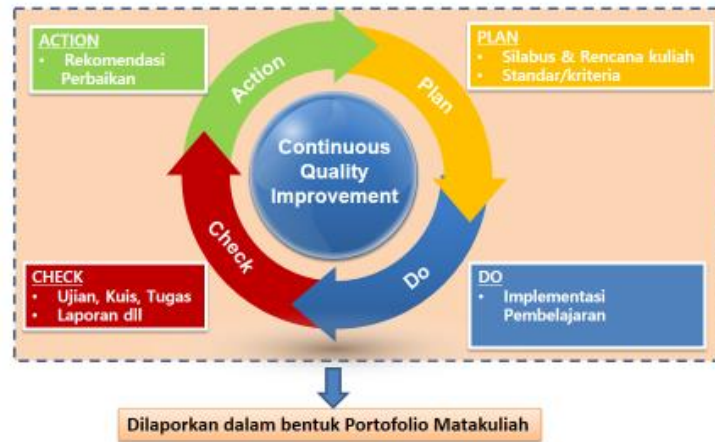 ACTION
• Rekomendasi
Perbaikan
PLAN
• Silabus & Rencana kuliah
• Standar/kriteria
Action
Plan
Continuous
Quality
Improvement
Check
Do
CHECK
• Ujian, Kuis, Tugas
• Laporan dll
DO
• Implementasi
Pembelajaran
Dilaporkan dalam bentuk Portofolio Matakuliah